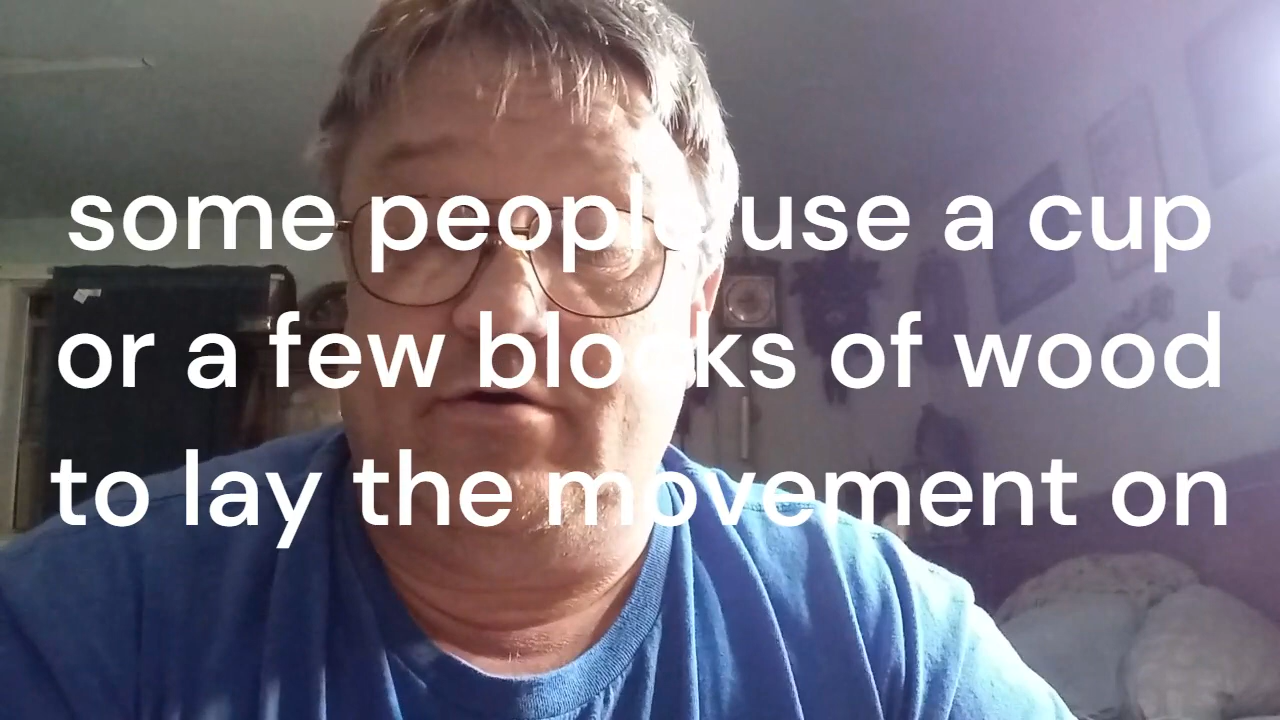 some people use a cup
or a few blocks of wood
to lay the movement on